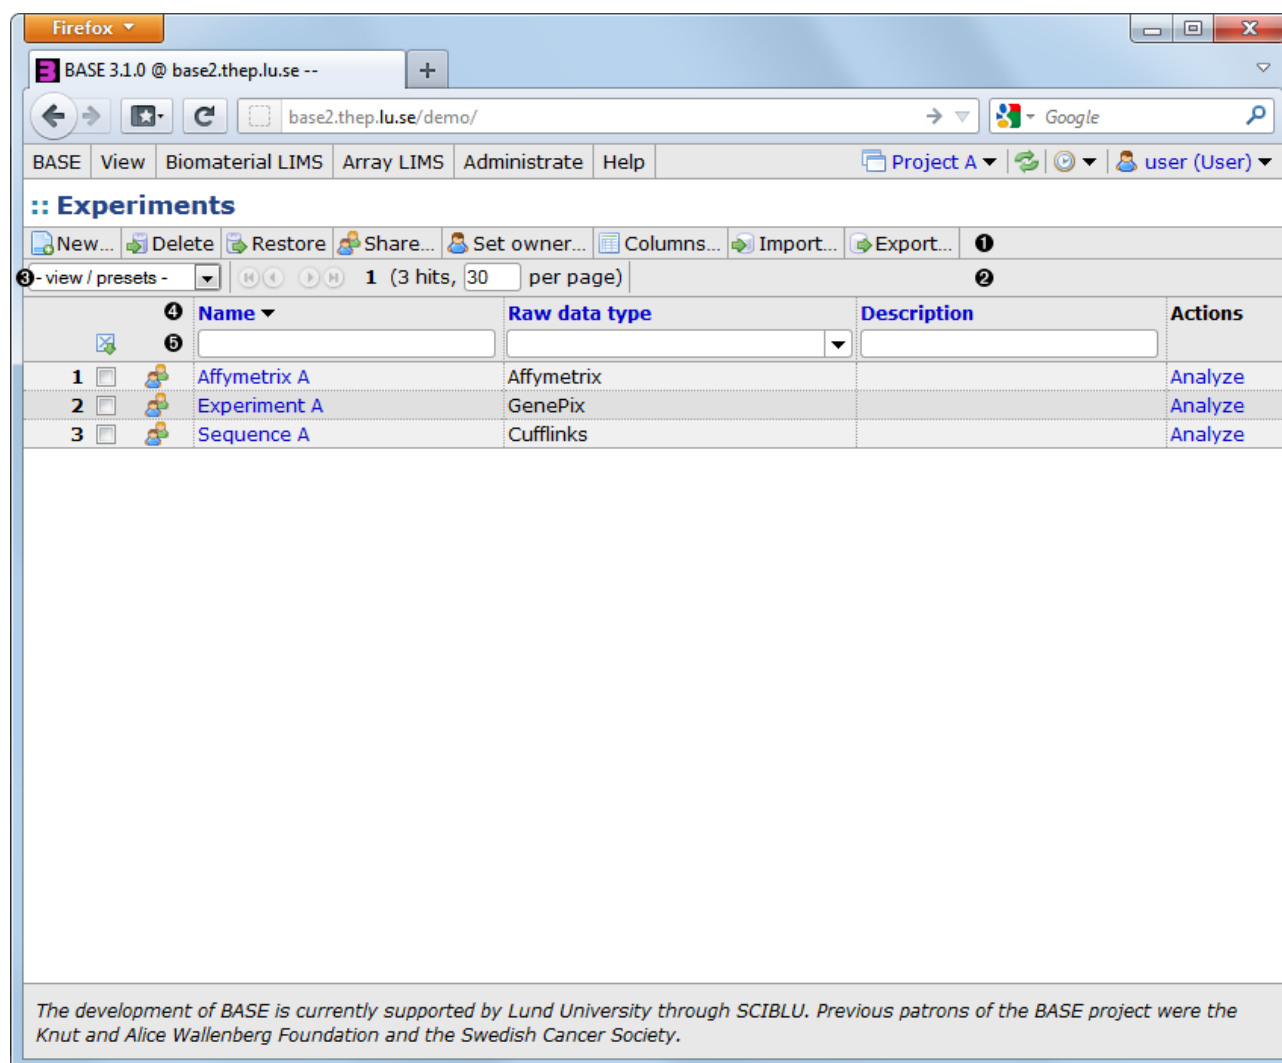 Firefox
BASE 3.1.0 @ base2.thep.lu.se --
base2.thep.lu.se/demo/ Google
BASE View Biomaterial LIMS Array LIMS Administrate Help Project A user (User)
:: Experiments
New... Delete Restore Share... Set owner... Columns... Import... Export... ❶
❸ - view / presets - 1 (3 hits, 30 per page) ❷
❹ Name Raw data type Description Actions
❺
1 Affymetrix A Affymetrix Analyze
2 Experiment A GenePix Analyze
3 Sequence A Cufflinks Analyze
The development of BASE is currently supported by Lund University through SCIBLU. Previous patrons of the BASE project were the
Knut and Alice Wallenberg Foundation and the Swedish Cancer Society.